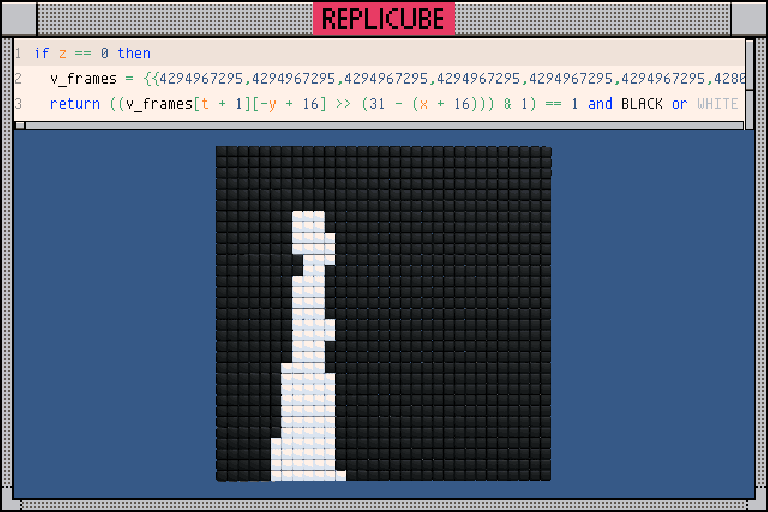 REPLICUBE
1 if z == 0 then
2 v_frames = {{4294967295,4294967295,4294967295,4294967295,4294967295,4294967295,4280
3 return ((v_frames[t + 1][-y + 16] >> (31 - (x + 16))) & 1) == 1 and BLACK or WHITE